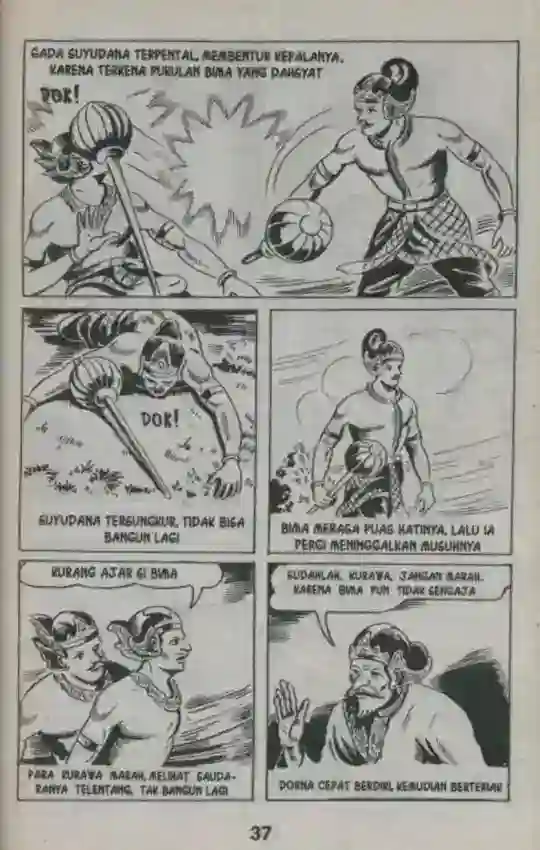 GADA SUYUDANA TERPENTAL, MEMBENTUR KEPALANYA,
KARENA TERKENA PUKULAN BIMA YANG DAHSYAT
DOK!
DOK!
SUYUDANA TERSUNGKUR, TIDAK BISA
BANGUN LAGI
BIMA MERASA PUAS HATINYA, LALU IA
PERGI MENINGGALKAN MUSUHNYA
KURANG AJAR SI BIMA
PARA KURAWA MARAH, MELIHAT SAUDA-
RANYA TELENTANG, TAK BANGUN LAGI
SUDAHLAH, KURAWA, JANGAN MARAH.
KARENA BIMA PUN TIDAK SENGAJA
DORNA CEPAT BERDIRI, KEMUDIAN BERTERIAK
37